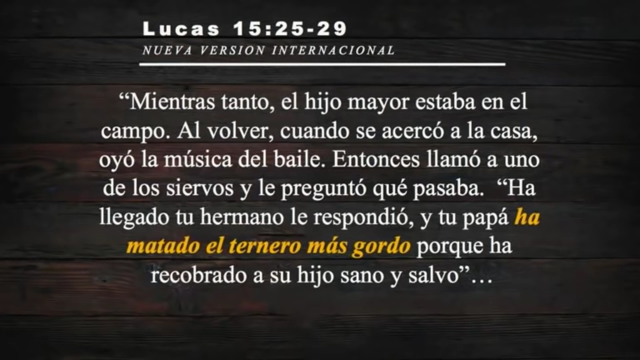 Lucas 15:25-29
NUEVA VERSION INTERNACIONAL
“Mientras tanto, el hijo mayor estaba en el
campo. Al volver, cuando se acercó a la casa,
oyó la música del baile. Entonces llamó a uno
de los siervos y le preguntó qué pasaba.  “Ha
llegado tu hermano le respondió, y tu papá ha
matado el ternero más gordo porque ha
recobrado a su hijo sano y salvo”…